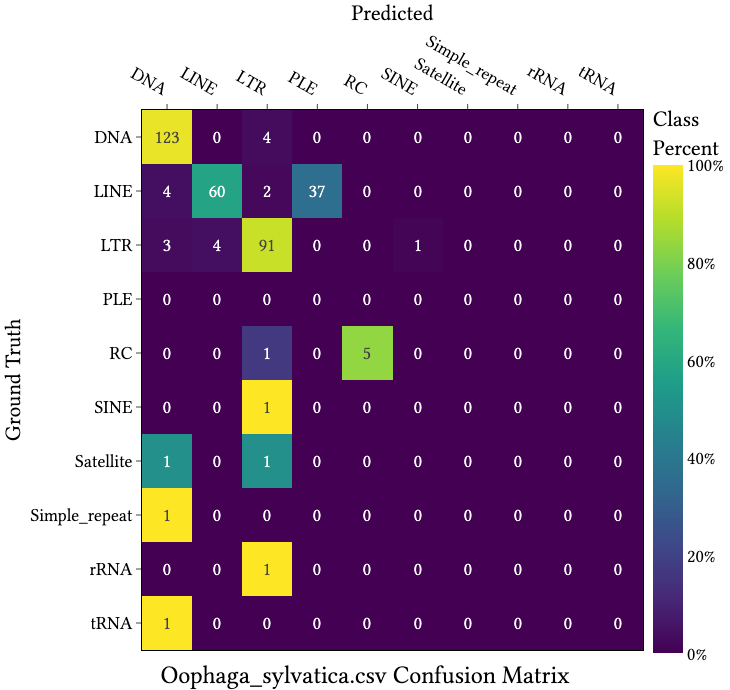 Predicted
DNA LINE LTR PLE RC SINE Satellite Simple_repeat rRNA tRNA
Class
Percent
DNA 123 0 4 0 0 0 0 0 0 0
LINE 4 60 2 37 0 0 0 0 0 0
LTR 3 4 91 0 0 1 0 0 0 0
PLE 0 0 0 0 0 0 0 0 0 0
RC 0 0 1 0 5 0 0 0 0 0
SINE 0 0 1 0 0 0 0 0 0 0
Satellite 1 0 1 0 0 0 0 0 0 0
Simple_repeat 1 0 0 0 0 0 0 0 0 0
rRNA 0 0 1 0 0 0 0 0 0 0
tRNA 1 0 0 0 0 0 0 0 0 0
100%
80%
60%
40%
20%
0%
Ground Truth
Oophaga_sylvatica.csv Confusion Matrix